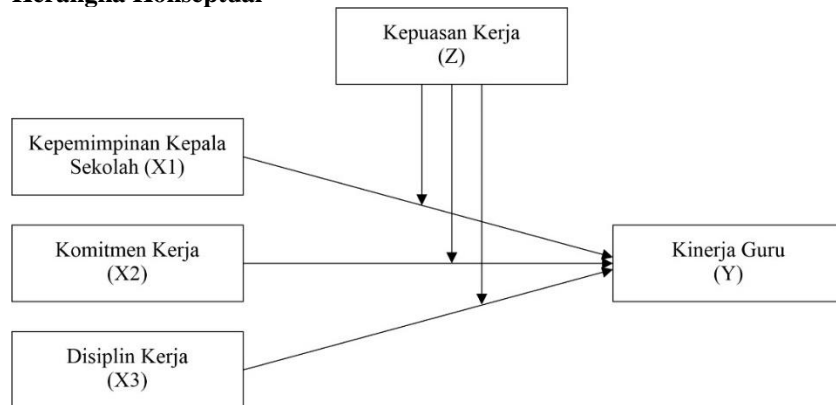 Kerangka Konseptual
Kepuasan Kerja
(Z)
Kepemimpinan Kepala
Sekolah (X1)
Komitmen Kerja
(X2)
Kinerja Guru
(Y)
Disiplin Kerja
(X3)